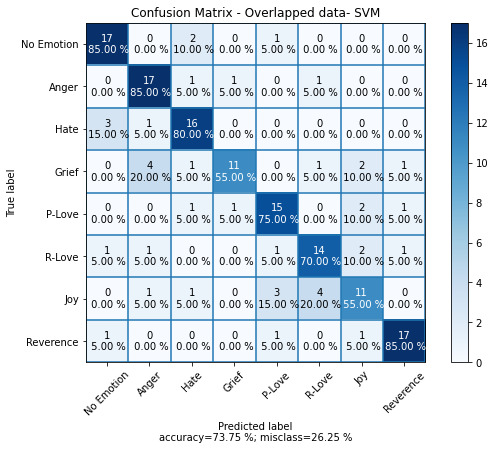 Confusion Matrix - Overlapped data- SVM
No Emotion 17 0 2 0 1 0 0 0
85.00 % 0.00 % 10.00 % 0.00 % 5.00 % 0.00 % 0.00 % 0.00 %
Anger 0 17 1 1 0 1 0 0
0.00 % 85.00 % 5.00 % 5.00 % 0.00 % 5.00 % 0.00 % 0.00 %
Hate 3 1 16 0 0 0 0 0
15.00 % 5.00 % 80.00 % 0.00 % 0.00 % 0.00 % 0.00 % 0.00 %
Grief 0 4 1 11 0 1 2 1
0.00 % 20.00 % 5.00 % 55.00 % 0.00 % 5.00 % 10.00 % 5.00 %
P-Love 0 0 1 1 15 0 2 1
0.00 % 0.00 % 5.00 % 5.00 % 75.00 % 0.00 % 10.00 % 5.00 %
R-Love 1 1 0 0 1 14 2 1
5.00 % 5.00 % 0.00 % 0.00 % 5.00 % 70.00 % 10.00 % 5.00 %
Joy 0 1 1 0 3 4 11 0
0.00 % 5.00 % 5.00 % 0.00 % 15.00 % 20.00 % 55.00 % 0.00 %
Reverence 1 0 0 0 1 0 1 17
5.00 % 0.00 % 0.00 % 0.00 % 5.00 % 0.00 % 5.00 % 85.00 %
True label
No Emotion Anger Hate Grief P-Love R-Love Joy Reverence
Predicted label
accuracy=73.75 %; misclass=26.25 %
16
14
12
10
8
6
4
2
0